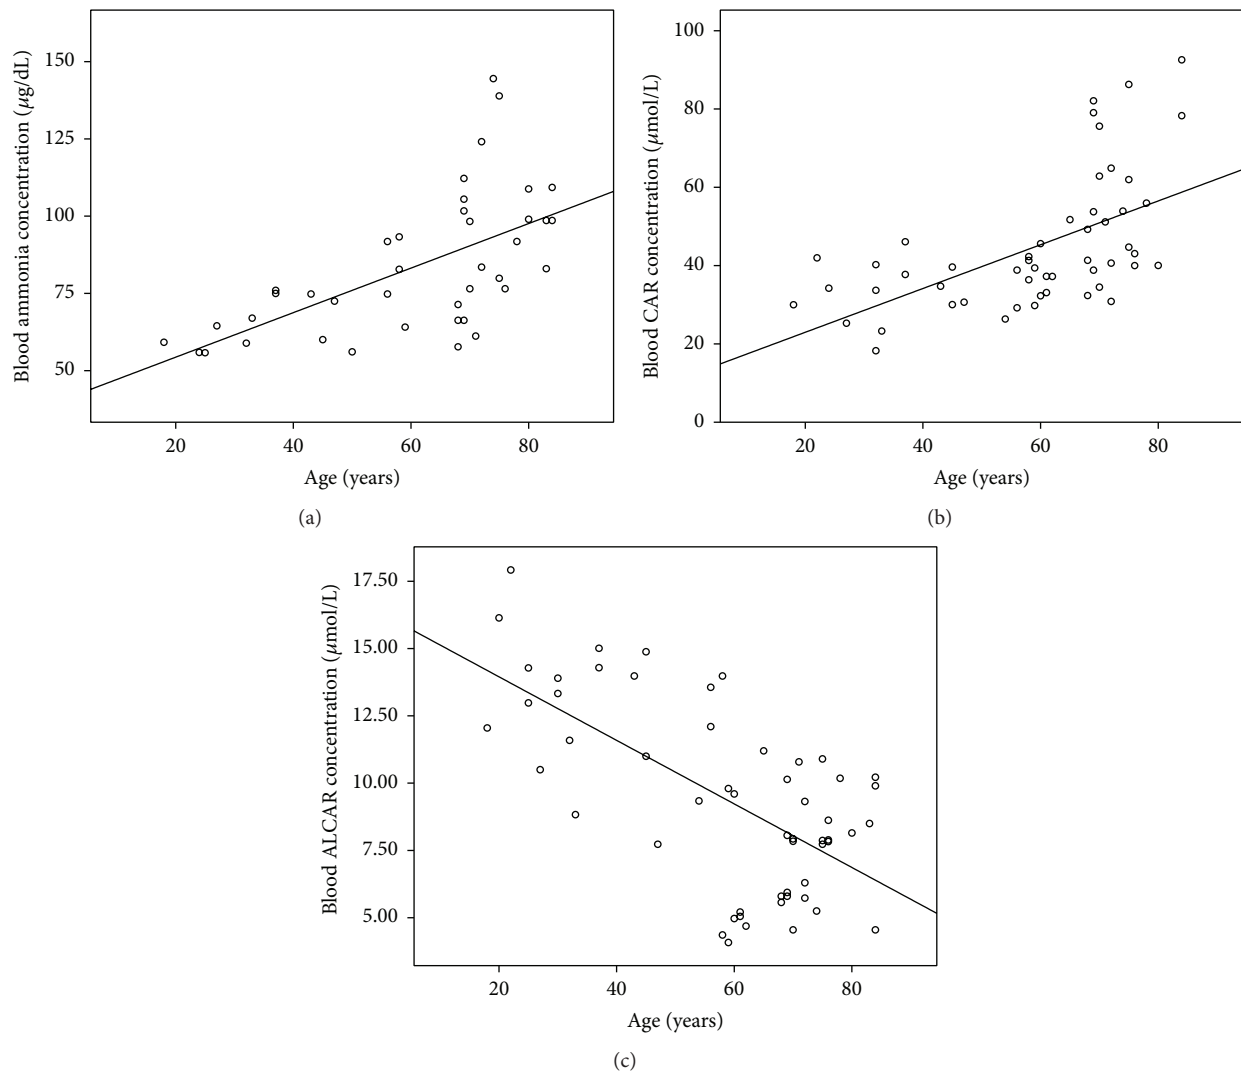 Blood ammonia concentration (μg/dL)
150
125
100
75
50
20 40 60 80
Age (years)
(a)
Blood CAR concentration (μmol/L)
100
80
60
40
20
0
20 40 60 80
Age (years)
(b)
Blood ALCAR concentration (μmol/L)
17.50
15.00
12.50
10.00
7.50
5.00
20 40 60 80
Age (years)
(c)